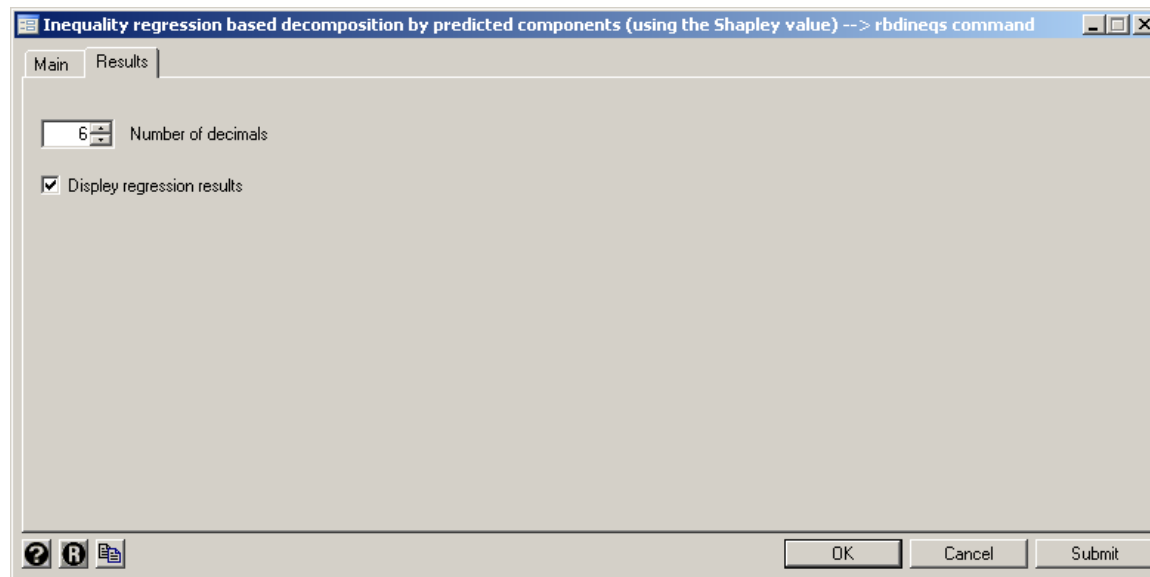 Inequality regression based decomposition by predicted components (using the Shapley value) --> rbdineqs command
Main Results
6 Number of decimals
Displey regression results
? R OK Cancel Submit